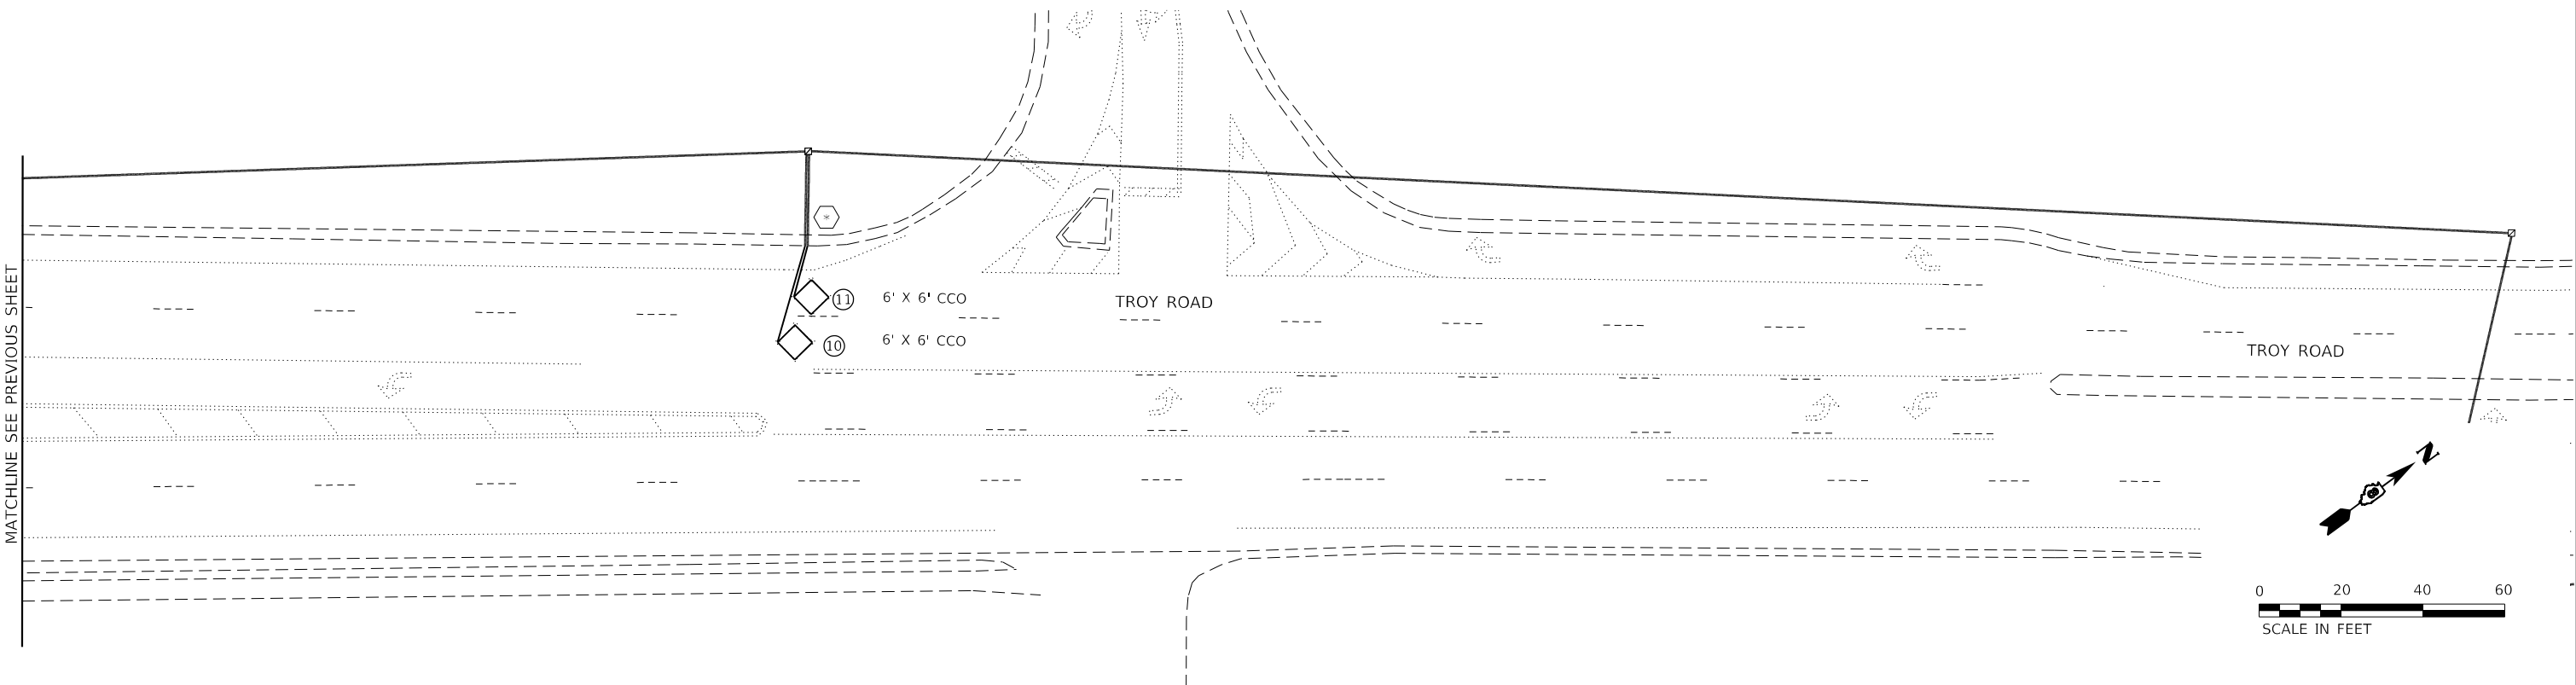 MATCHLINE SEE PREVIOUS SHEET
*
11 6' X 6' CCO
10 6' X 6' CCO
TROY ROAD
TROY ROAD
N
0 20 40 60
SCALE IN FEET